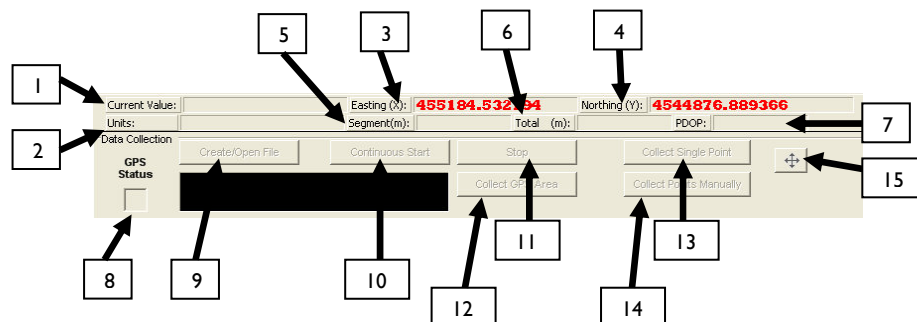 5 3 6 4
1
Current Value: Easting (X): 455184.532 94 Northing (Y): 4544876.889366
Units: Segment(m): Total (m): PDOP: 7
2
Data Collection
GPS Status Create/Open File Continuous Start Stop Collect Single Point
15
Collect GPS Area Collect Points Manually
8 9 10 11 13
12 14